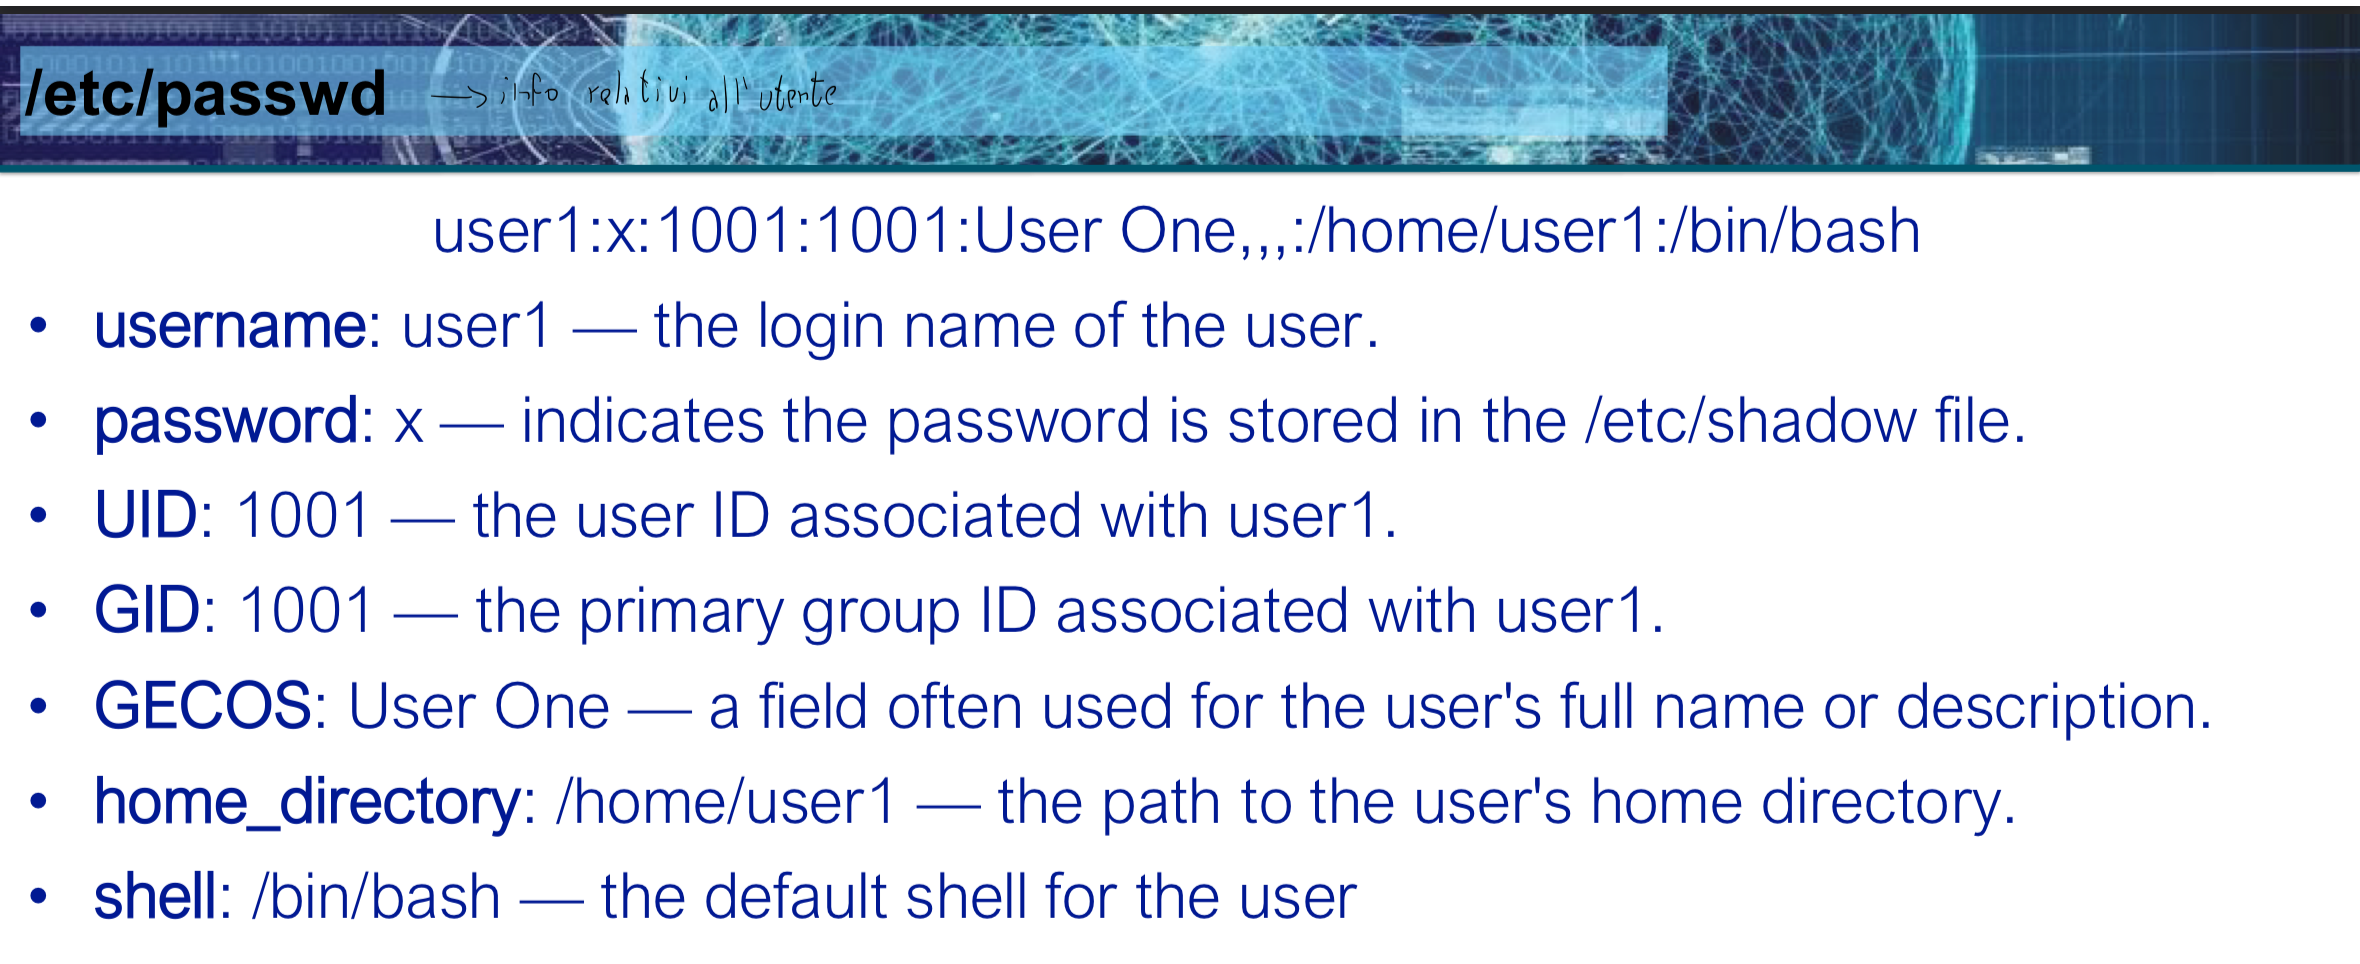 /etc/passwd → info relativi all'utente
user1:x:1001:1001:User One,,,:/home/user1:/bin/bash
• username: user1 — the login name of the user.
• password: x — indicates the password is stored in the /etc/shadow file.
• UID: 1001 — the user ID associated with user1.
• GID: 1001 — the primary group ID associated with user1.
• GECOS: User One — a field often used for the user's full name or description.
• home_directory: /home/user1 — the path to the user's home directory.
• shell: /bin/bash — the default shell for the user